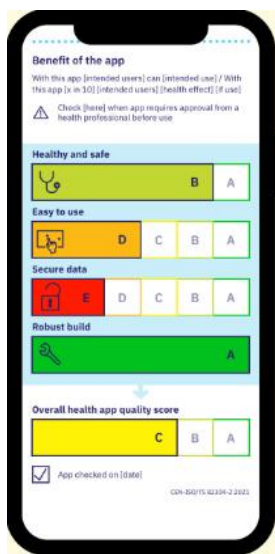 Benefit of the app
With this app [intended users] can [intended use] / With
this app [x in 10] [intended users] [health effect] [if use]
Check [here] when app requires approval from a
health professional before use
Healthy and safe
B A
Easy to use
D C B A
Secure data
E D C B A
Robust build
A
Overall health app quality score
C B A
App checked on [date]
CEN-ISO/TS 82304-2:2021